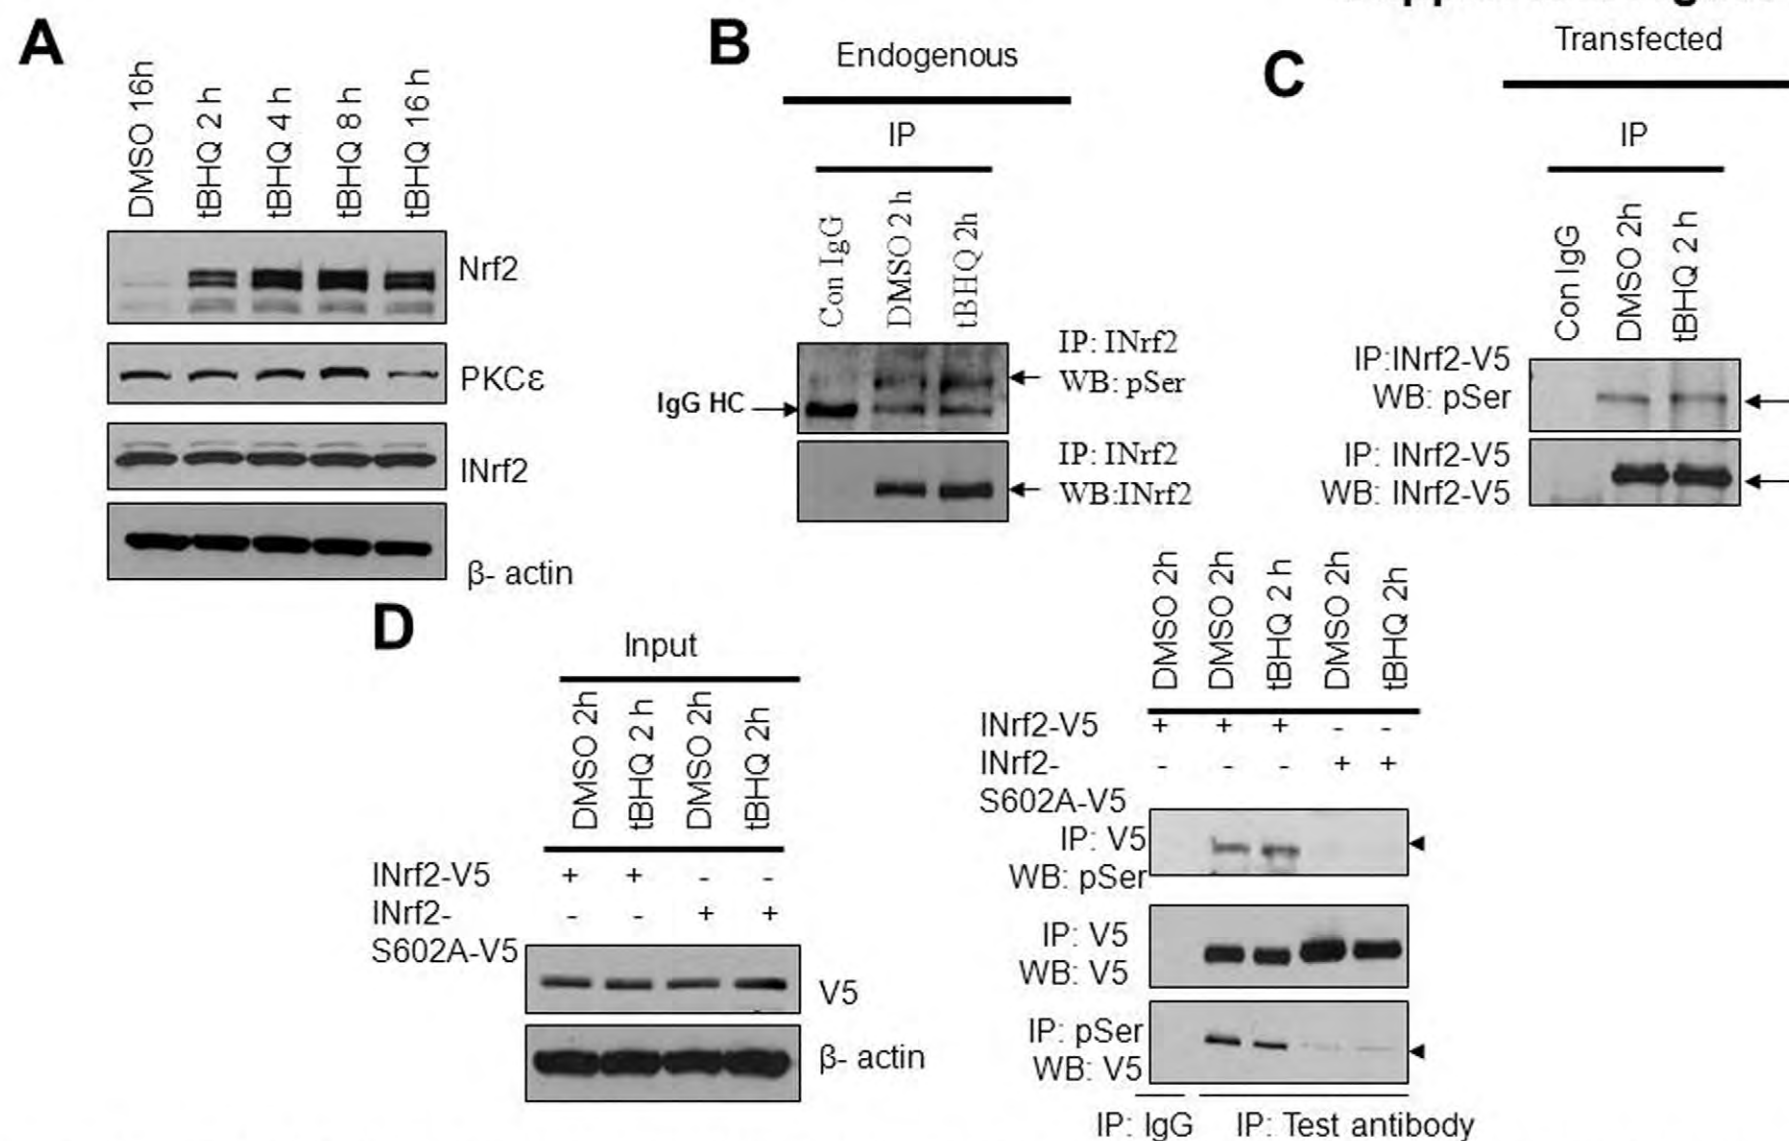 A
DMSO 16h
tBHQ 2 h
tBHQ 4 h
tBHQ 8 h
tBHQ 16 h
Nrf2
PKCε
INrf2
β- actin
B
Endogenous
IP
Con IgG
DMSO 2 h
tBHQ 2h
IgG HC
IP: INrf2
WB: pSer
IP: INrf2
WB:INrf2
C
Transfected
IP
Con IgG
DMSO 2h
tBHQ 2 h
IP:INrf2-V5
WB: pSer
IP: INrf2-V5
WB: INrf2-V5
D
Input
DMSO 2h
tBHQ 2 h
DMSO 2h
tBHQ 2h
INrf2-V5 + + - -
INrf2- - - + +
S602A-V5
V5
β- actin
DMSO 2h
DMSO 2h
tBHQ 2 h
DMSO 2h
tBHQ 2h
INrf2-V5 + + + - -
INrf2- - - - + +
S602A-V5
IP: V5
WB: pSer
IP: V5
WB: V5
IP: pSer
WB: V5
IP: IgG IP: Test antibody